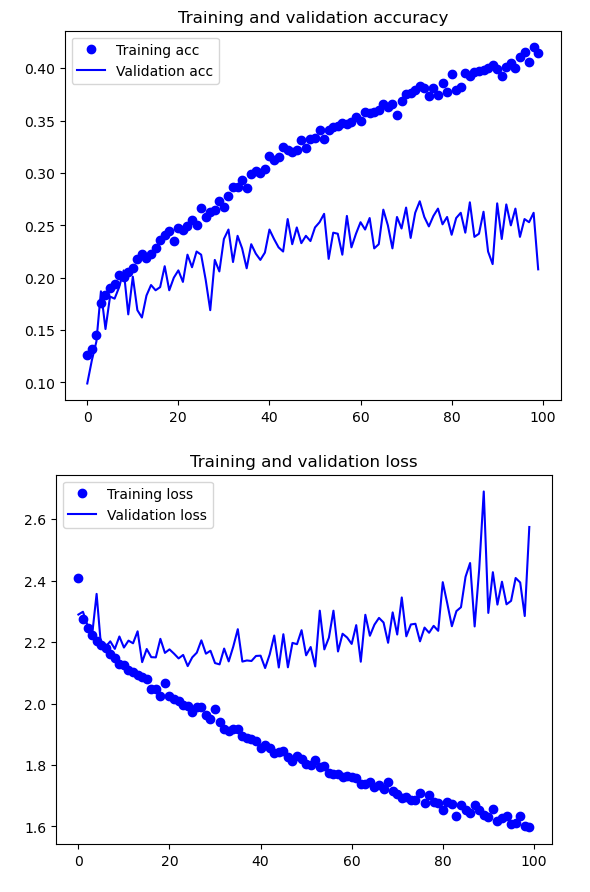 Training and validation accuracy
Training acc
Validation acc
0.40
0.35
0.30
0.25
0.20
0.15
0.10
0 20 40 60 80 100
Training and validation loss
Training loss
Validation loss
2.6
2.4
2.2
2.0
1.8
1.6
0 20 40 60 80 100